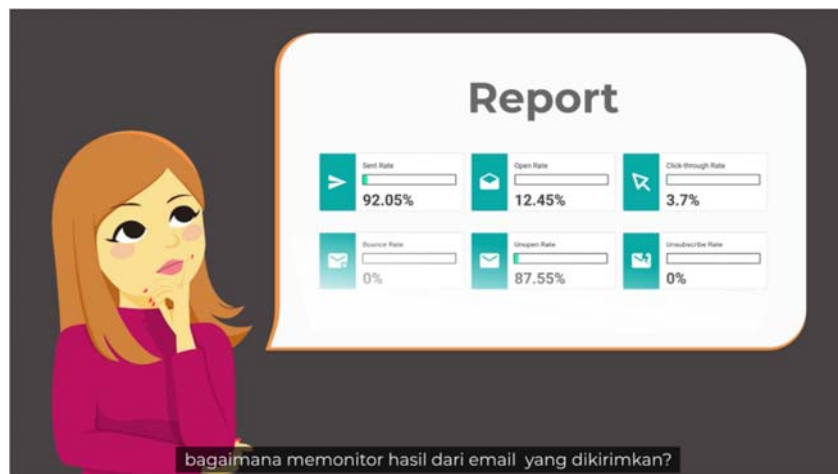 Report
Sent Rate
92.05%
Open Rate
12.45%
Click-through Rate
3.7%
Bounce Rate
0%
Unopen Rate
87.55%
Unsubscribe Rate
0%
bagaimana memonitor hasil dari email yang dikirimkan?